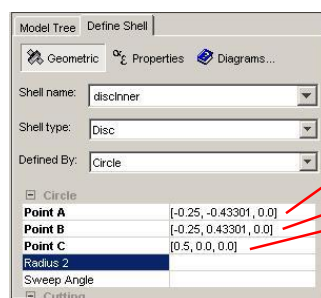 Model Tree Define Shell
Geometric αε Properties Diagrams...
Shell name: discInner
Shell type: Disc
Defined By: Circle
Circle
Point A [-0.25, -0.43301, 0.0]
Point B [-0.25, 0.43301, 0.0]
Point C [0.5, 0.0, 0.0]
Radius 2
Sweep Angle
Cutting